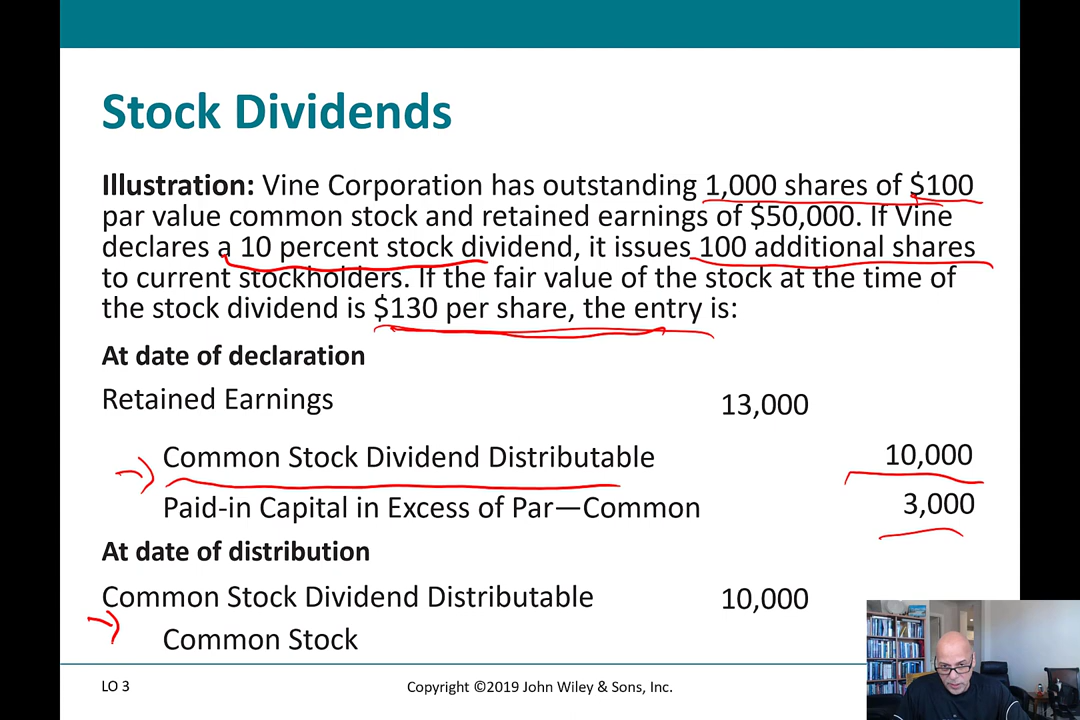 Stock Dividends
Illustration: Vine Corporation has outstanding 1,000 shares of $100
par value common stock and retained earnings of $50,000. If Vine
declares a 10 percent stock dividend, it issues 100 additional shares
to current stockholders. If the fair value of the stock at the time of
the stock dividend is $130 per share, the entry is:
At date of declaration
Retained Earnings 13,000
Common Stock Dividend Distributable 10,000
Paid-in Capital in Excess of Par—Common 3,000
At date of distribution
Common Stock Dividend Distributable 10,000
Common Stock
LO 3 Copyright ©2019 John Wiley & Sons, Inc.